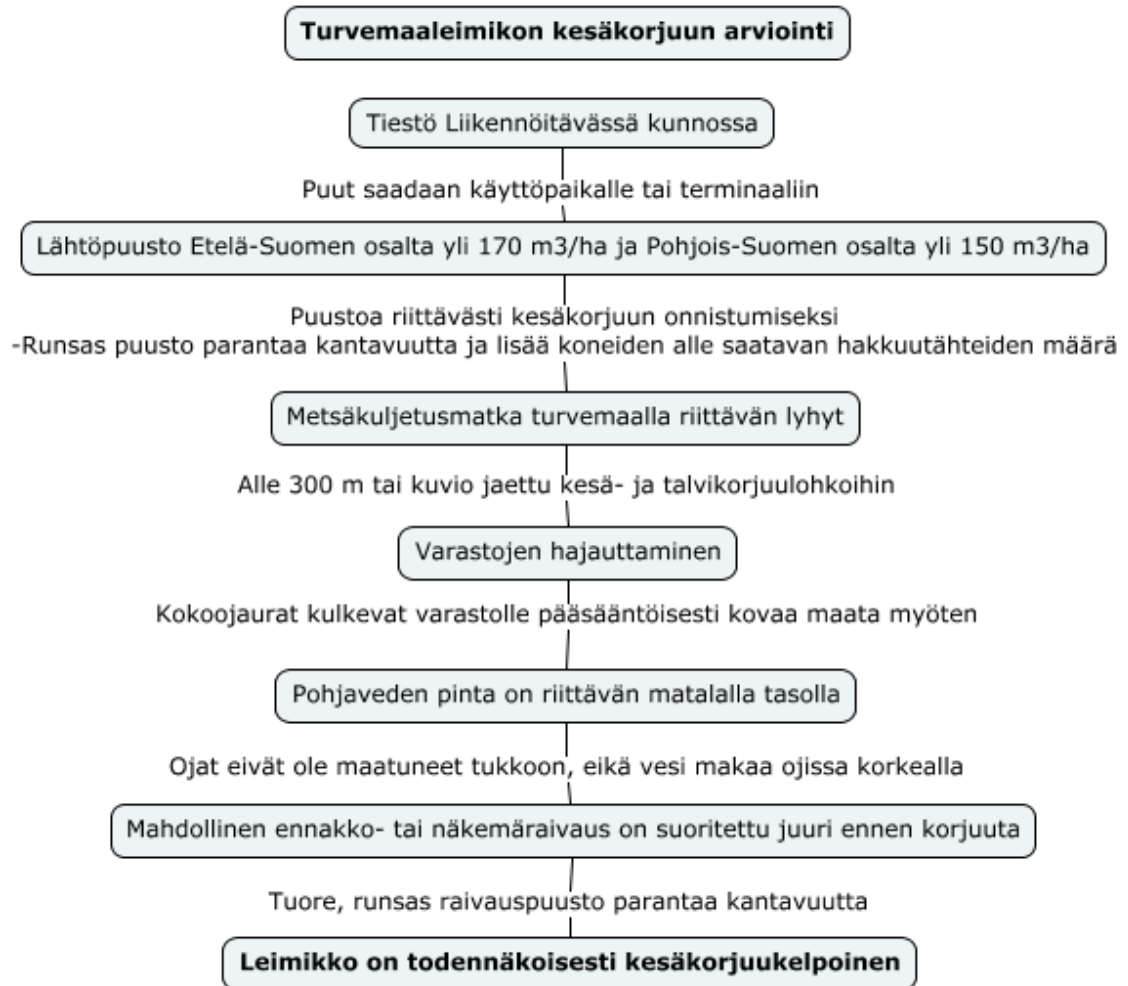 Turvemaaleimikon kesäkorjuun arviointi
Tiestö Liikennöitävässä kunnossa
Puut saadaan käyttöpaikalle tai terminaaliin
Lähtöpuusto Etelä-Suomen osalta yli 170 m3/ha ja Pohjois-Suomen osalta yli 150 m3/ha
Puustoa riittävästi kesäkorjuun onnistumiseksi
-Runsas puusto parantaa kantavuutta ja lisää koneiden alle saatavan hakkuutähteiden määrä
Metsäkuljetusmatka turvemaalla riittävän lyhyt
Alle 300 m tai kuvio jaettu kesä- ja talvikorjuulohkoihin
Varastojen hajauttaminen
Kokoojaurat kulkevat varastolle pääsääntöisesti kovaa maata myöten
Pohjaveden pinta on riittävän matalalla tasolla
Ojat eivät ole maatuneet tukkoon, eikä vesi makaa ojissa korkealla
Mahdollinen ennakko- tai näkemäraivaus on suoritettu juuri ennen korjuuta
Tuore, runsas raivauspuusto parantaa kantavuutta
Leimikko on todennäkoisesti kesäkorjuukelpoinen